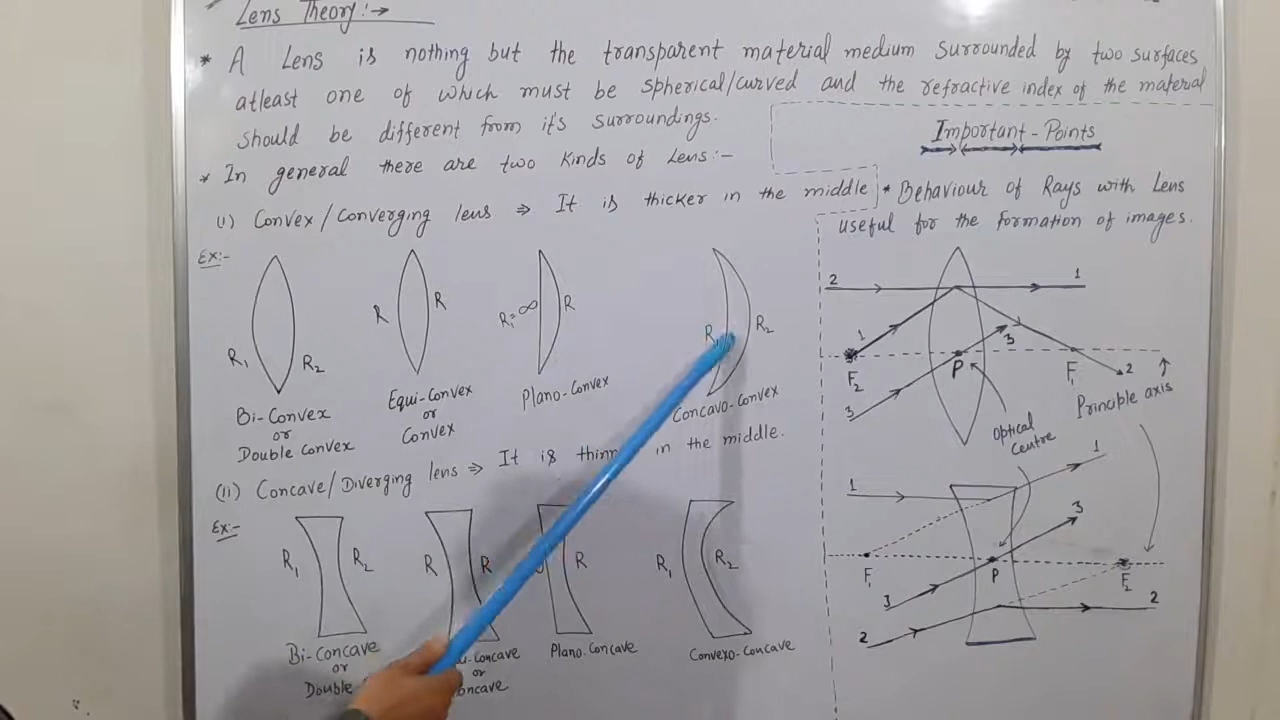 Lens Theory:→
* A Lens is nothing but the transparent material medium surrounded by two surfaces
atleast one of which must be spherical/curved and the refractive index of the material
should be different from it's surroundings.
* In general there are two kinds of Lens:-
(i) Convex/Converging lens ⇒ It is thicker in the middle
Ex:-
R₁ R₂
Bi-Convex
or
Double Convex
R R
Equi-Convex
or
Convex
R₁=∞ R
Plano-Convex
R₁ R₂
Concavo-Convex
(ii) Concave/Diverging lens ⇒ It is in the middle.
Ex:-
R₁ R₂
Bi-Concave
or
Double
R R
Concave
or
R
Plano-Concave
R₁ R₂
Convexo-Concave
Important-Points
* Behaviour of Rays with Lens
useful for the formation of images.
2 1
1 3
F₂ P F₁ 2
3
Principle axis
Optical
Centre
1 1
3
F₁ P F₂
3 2
2